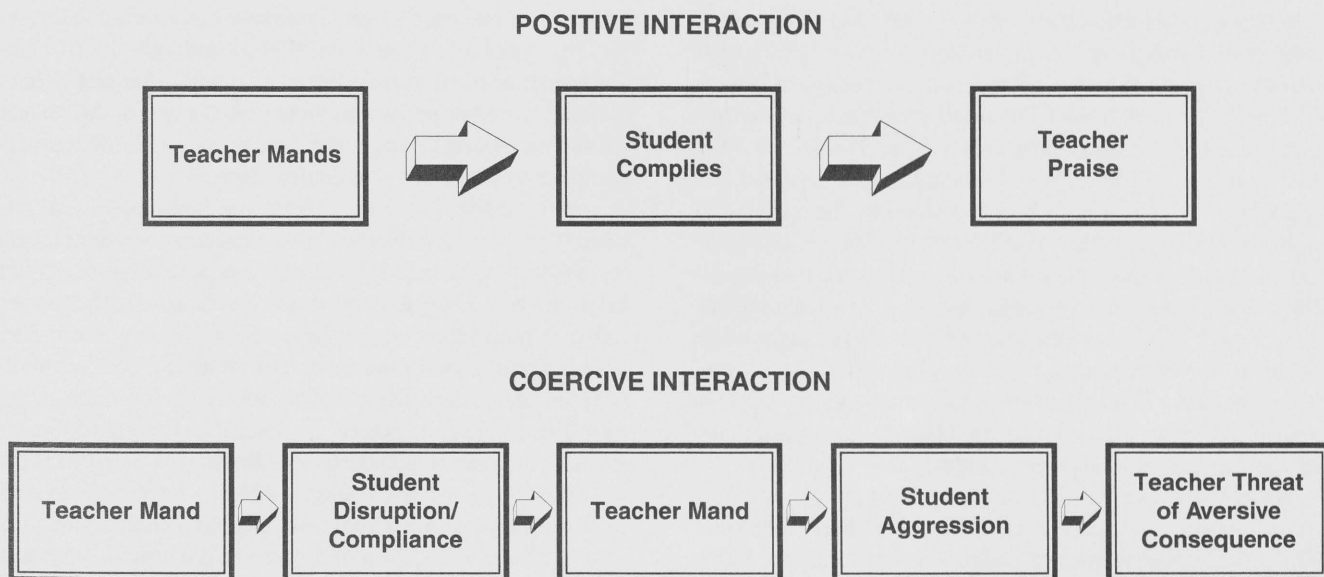 POSITIVE INTERACTION
Teacher Mands
Student
Complies
Teacher
Praise
COERCIVE INTERACTION
Teacher Mand
Student
Disruption/
Compliance
Teacher Mand
Student
Aggression
Teacher Threat
of Aversive
Consequence